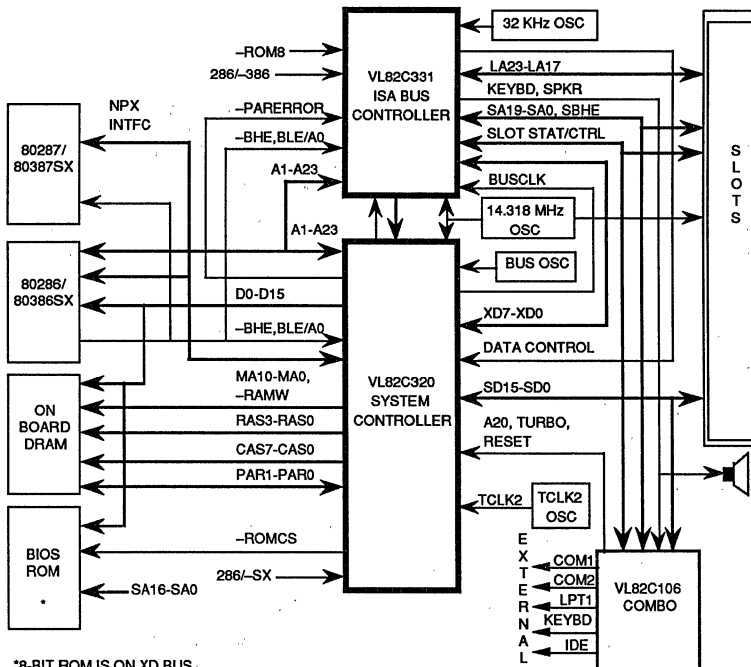 32 KHz OSC
–ROM8
286/–386
VL82C331
ISA BUS
CONTROLLER
LA23-LA17
KEYBD, SPKR
SA19-SA0, SBHE
SLOT STAT/CTRL
BUSCLK
NPX
INTFC
–PARERROR
–BHE,BLE/A0
A1-A23
80287/
80387SX
SLOTS
14.318 MHz
OSC
A1-A23
BUS OSC
80286/
80386SX
D0-D15
–BHE,BLE/A0
XD7-XD0
DATA CONTROL
VL82C320
SYSTEM
CONTROLLER
MA10-MA0,
–RAMW
RAS3-RAS0
CAS7-CAS0
PAR1-PAR0
ON
BOARD
DRAM
SD15-SD0
A20, TURBO,
RESET
TCLK2
TCLK2
OSC
BIOS
ROM
*
–ROMCS
SA16-SA0
286/–SX
EXTERNAL
COM1
COM2
LPT1
KEYBD
IDE
VL82C106
COMBO
*8-BIT ROM IS ON XD BUS